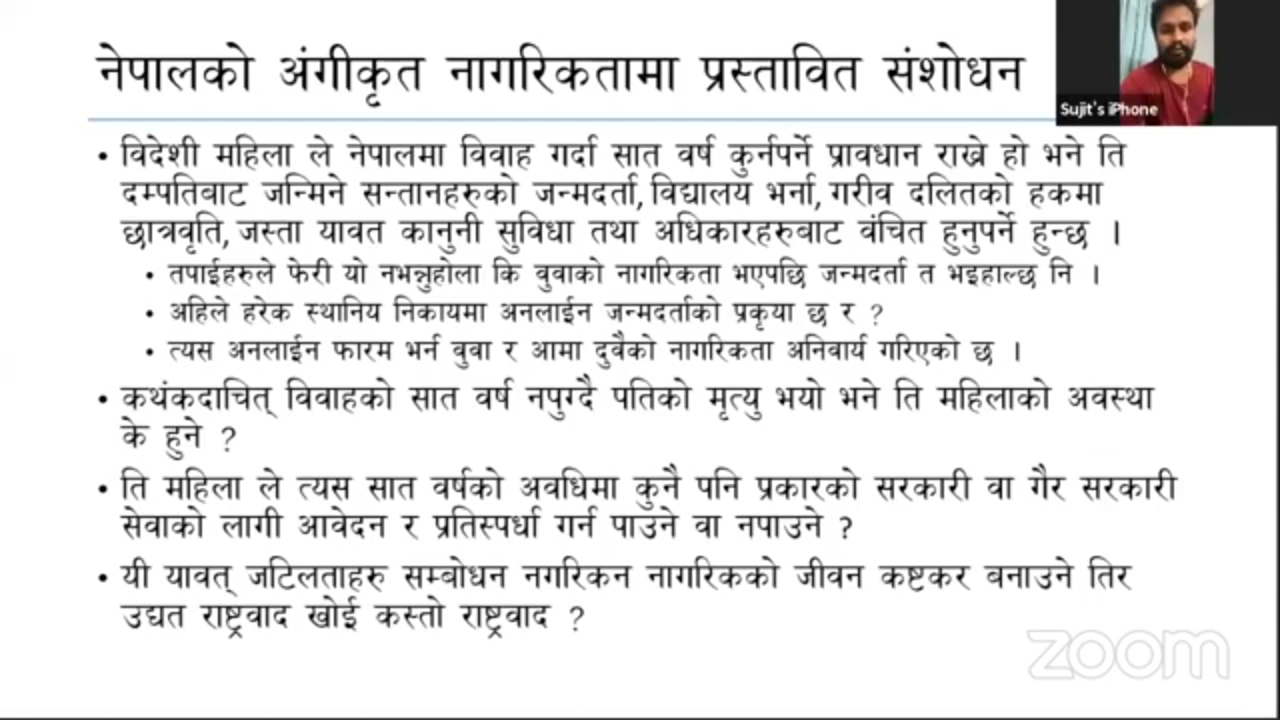 नेपालको अंगीकृत नागरिकतामा प्रस्तावित संशोधन
Sujit's iPhone
• विदेशी महिला ले नेपालमा विवाह गर्दा सात वर्ष कुर्नपर्ने प्रावधान राख्ने हो भने ति
दम्पतिबाट जन्मिने सन्तानहरुको जन्मदर्ता, विद्यालय भर्ना, गरीव दलितको हकमा
छात्रवृति, जस्ता यावत कानुनी सुविधा तथा अधिकारहरुबाट वंचित हुनुपर्ने हुन्छ ।
• तपाईहरुले फेरी यो नभन्नुहोला कि वुवाको नागरिकता भएपछि जन्मदर्ता त भइहाल्छ नि ।
• अहिले हरेक स्थानिय निकायमा अनलाईन जन्मदर्ताको प्रकृया छ र ?
• त्यस अनलाईन फारम भर्न वुवा र आमा दुवैको नागरिकता अनिवार्य गरिएको छ ।
• कथंकदाचित् विवाहको सात वर्ष नपुग्दै पतिको मृत्यु भयो भने ति महिलाको अवस्था
के हुने ?
• ति महिला ले त्यस सात वर्षको अवधिमा कुनै पनि प्रकारको सरकारी वा गैर सरकारी
सेवाको लागी आवेदन र प्रतिस्पर्धा गर्न पाउने वा नपाउने ?
• यी यावत् जटिलताहरु सम्बोधन नगरिकन नागरिकको जीवन कष्टकर बनाउने तिर
उद्यत राष्ट्रवाद खोई कस्तो राष्ट्रवाद ?
zoom